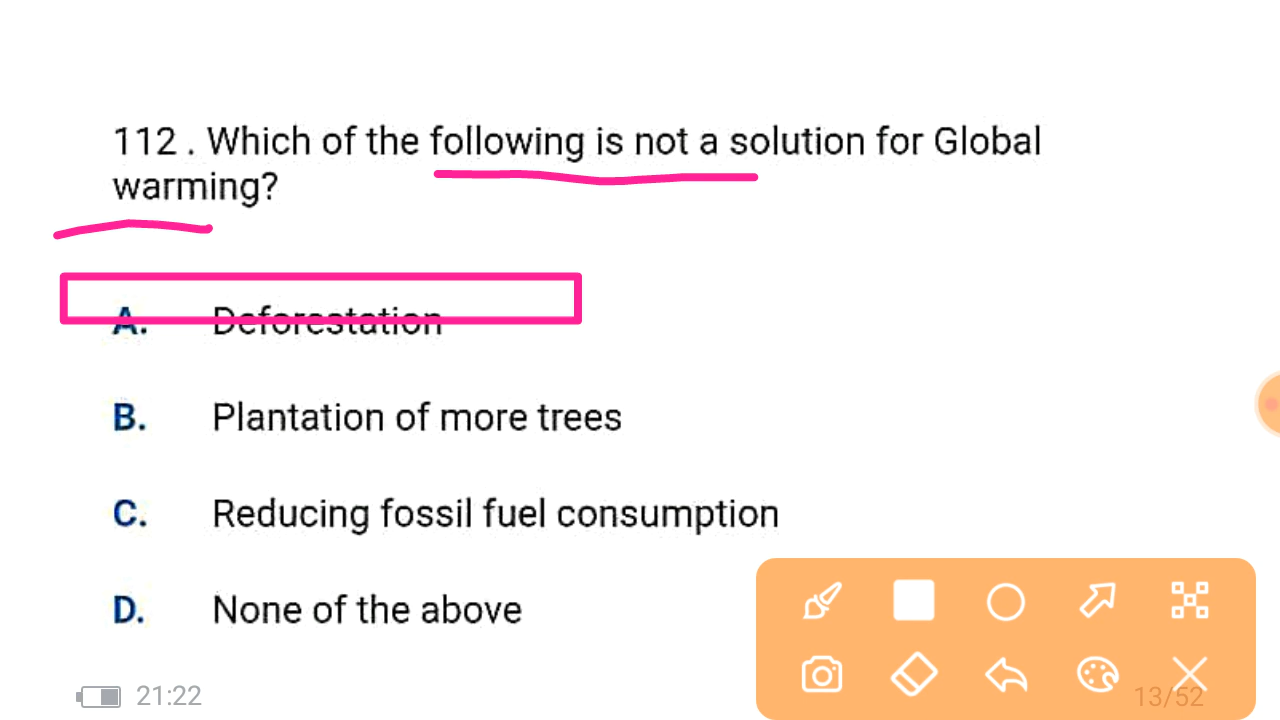 112 . Which of the following is not a solution for Global
warming?
A. Deforestation
B. Plantation of more trees
C. Reducing fossil fuel consumption
D. None of the above
21:22
13/52